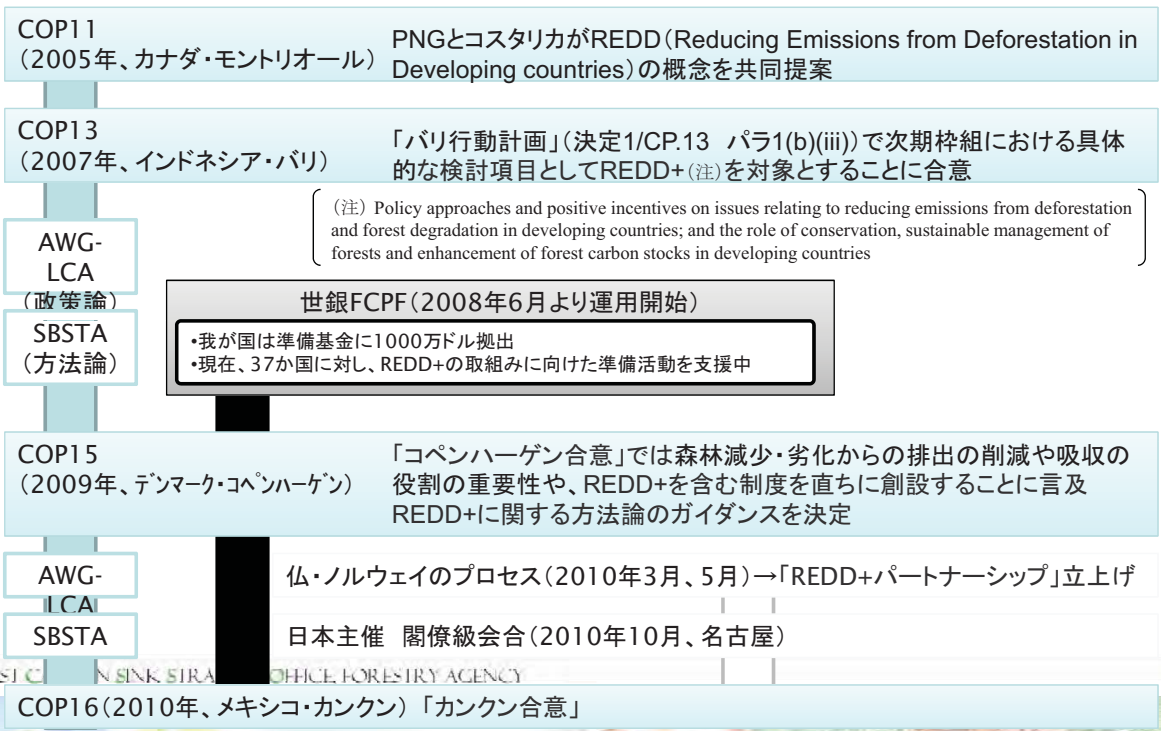 COP11
(2005年、カナダ・モントリオール)
PNGとコスタリカがREDD(Reducing Emissions from Deforestation in
Developing countries)の概念を共同提案
COP13
(2007年、インドネシア・バリ)
「バリ行動計画」(決定1/CP.13 パラ1(b)(iii))で次期枠組における具体
的な検討項目としてREDD+(注)を対象とすることに合意
(注) Policy approaches and positive incentives on issues relating to reducing emissions from deforestation
and forest degradation in developing countries; and the role of conservation, sustainable management of
forests and enhancement of forest carbon stocks in developing countries
AWG-
LCA
(政策論)
SBSTA
(方法論)
世銀FCPF(2008年6月より運用開始)
•我が国は準備基金に1000万ドル拠出
•現在、37か国に対し、REDD+の取組みに向けた準備活動を支援中
COP15
(2009年、デンマーク・コペンハーゲン)
「コペンハーゲン合意」では森林減少・劣化からの排出の削減や吸収の
役割の重要性や、REDD+を含む制度を直ちに創設することに言及
REDD+に関する方法論のガイダンスを決定
AWG-
LCA
SBSTA
仏・ノルウェイのプロセス(2010年3月、5月)→「REDD+パートナーシップ」立上げ
日本主催 閣僚級会合(2010年10月、名古屋)
SINK STRA OFFICE, FORESTRY AGENCY
COP16(2010年、メキシコ・カンクン) 「カンクン合意」